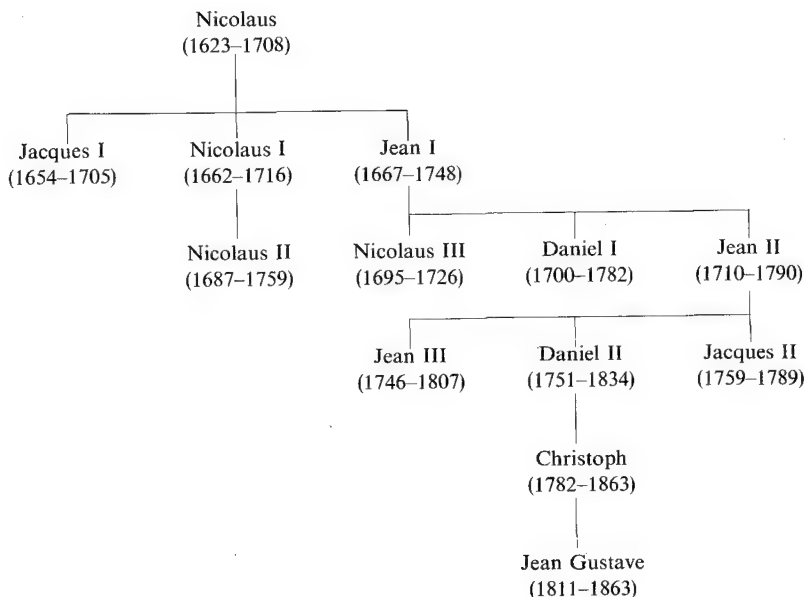 Nicolaus
(1623–1708)
Jacques I
(1654–1705)
Nicolaus I
(1662–1716)
Jean I
(1667–1748)
Nicolaus II
(1687–1759)
Nicolaus III
(1695–1726)
Daniel I
(1700–1782)
Jean II
(1710–1790)
Jean III
(1746–1807)
Daniel II
(1751–1834)
Jacques II
(1759–1789)
Christoph
(1782–1863)
Jean Gustave
(1811–1863)